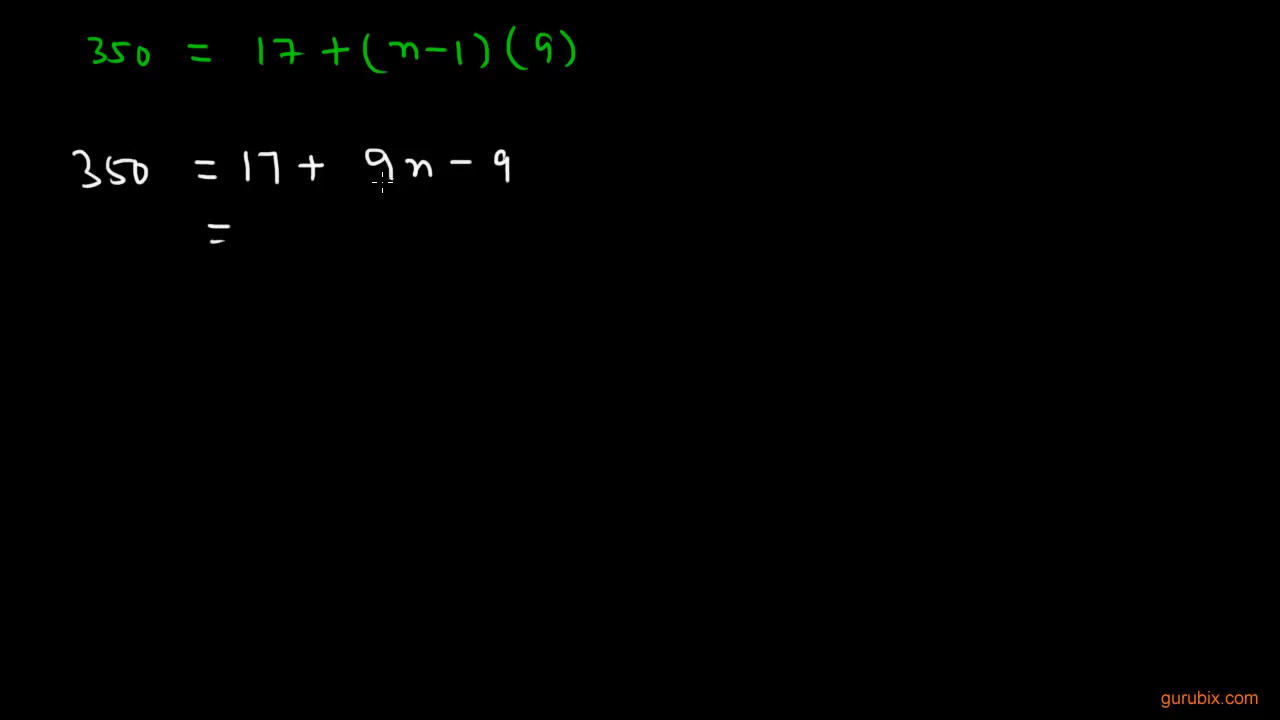 350 = 17 + (n-1)(9)
350 = 17 + 9n - 9
=
gurubix.com